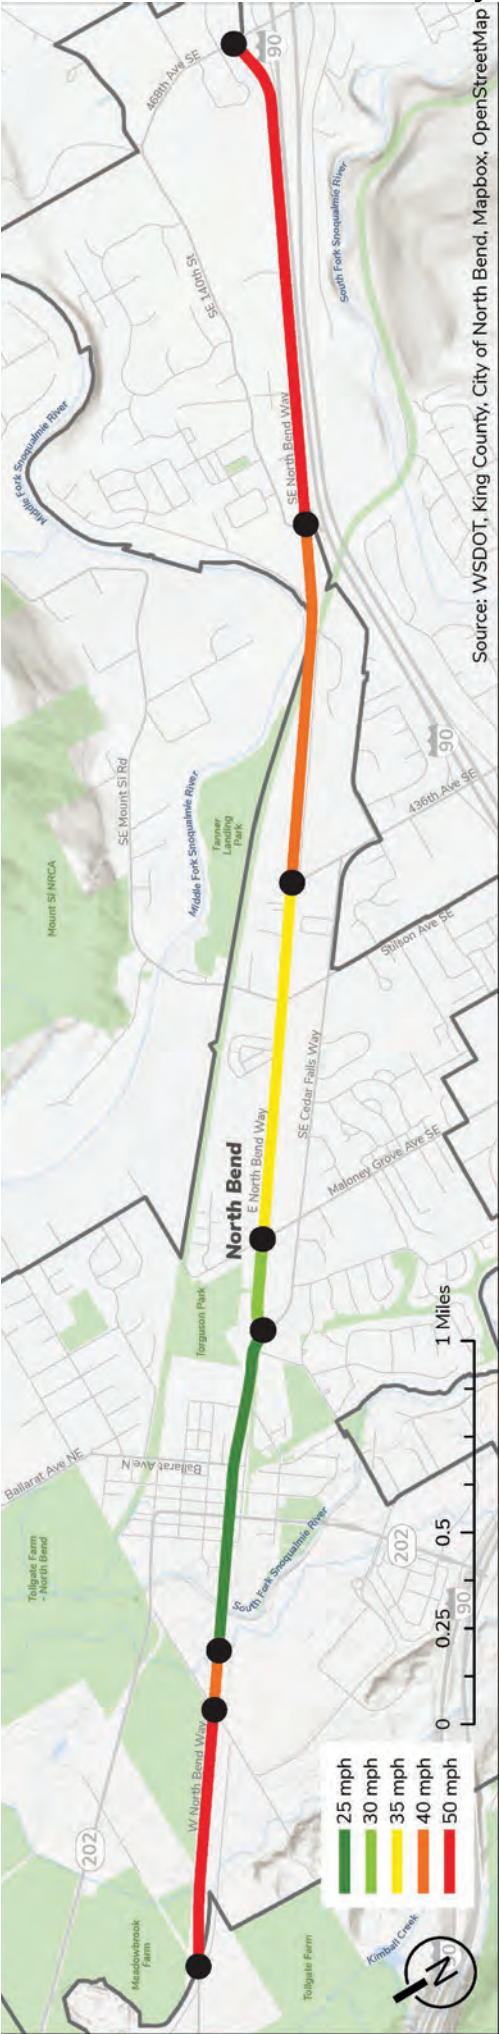 Meadowbrook
Farm
202
Tollgate Farm
- North Bend
Ballarat Ave NE
Ballarat Ave N
W North Bend Way
Tollgate Farm
Kimball Creek
90
N
South Fork Snoqualmie River
202
90
Torguson Park
North Bend
E North Bend Way
Maloney Grove Ave SE
SE Cedar Falls Way
Stilson Ave SE
436th Ave SE
90
Mount Si NRCA
SE Mount Si Rd
Middle Fork Snoqualmie River
Tanner
Landing
Park
Middle Fork Snoqualmie River
SE North Bend Way
SE 140th St
468th Ave SE
90
South Fork Snoqualmie River
25 mph
30 mph
35 mph
40 mph
50 mph
0
0.25
0.5
1 Miles
Source: WSDOT, King County, City of North Bend, Mapbox, OpenStreetMap